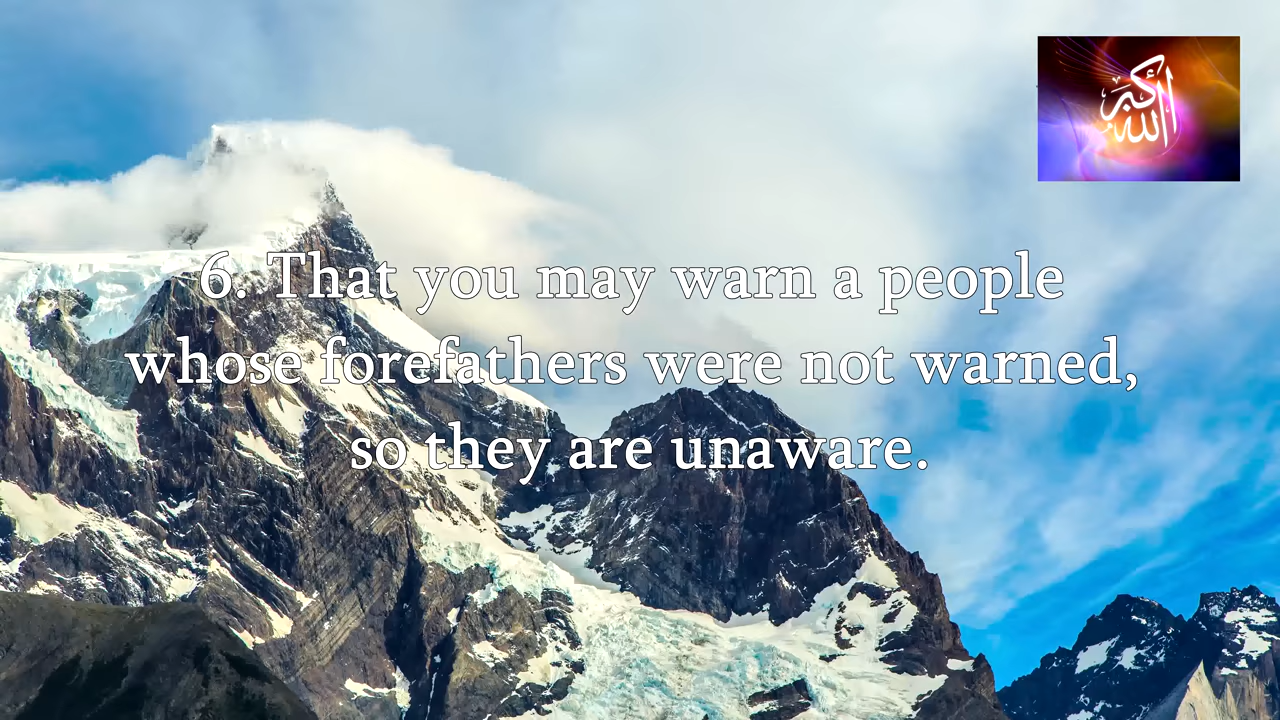 الله أكبر
6. That you may warn a people
whose forefathers were not warned,
so they are unaware.